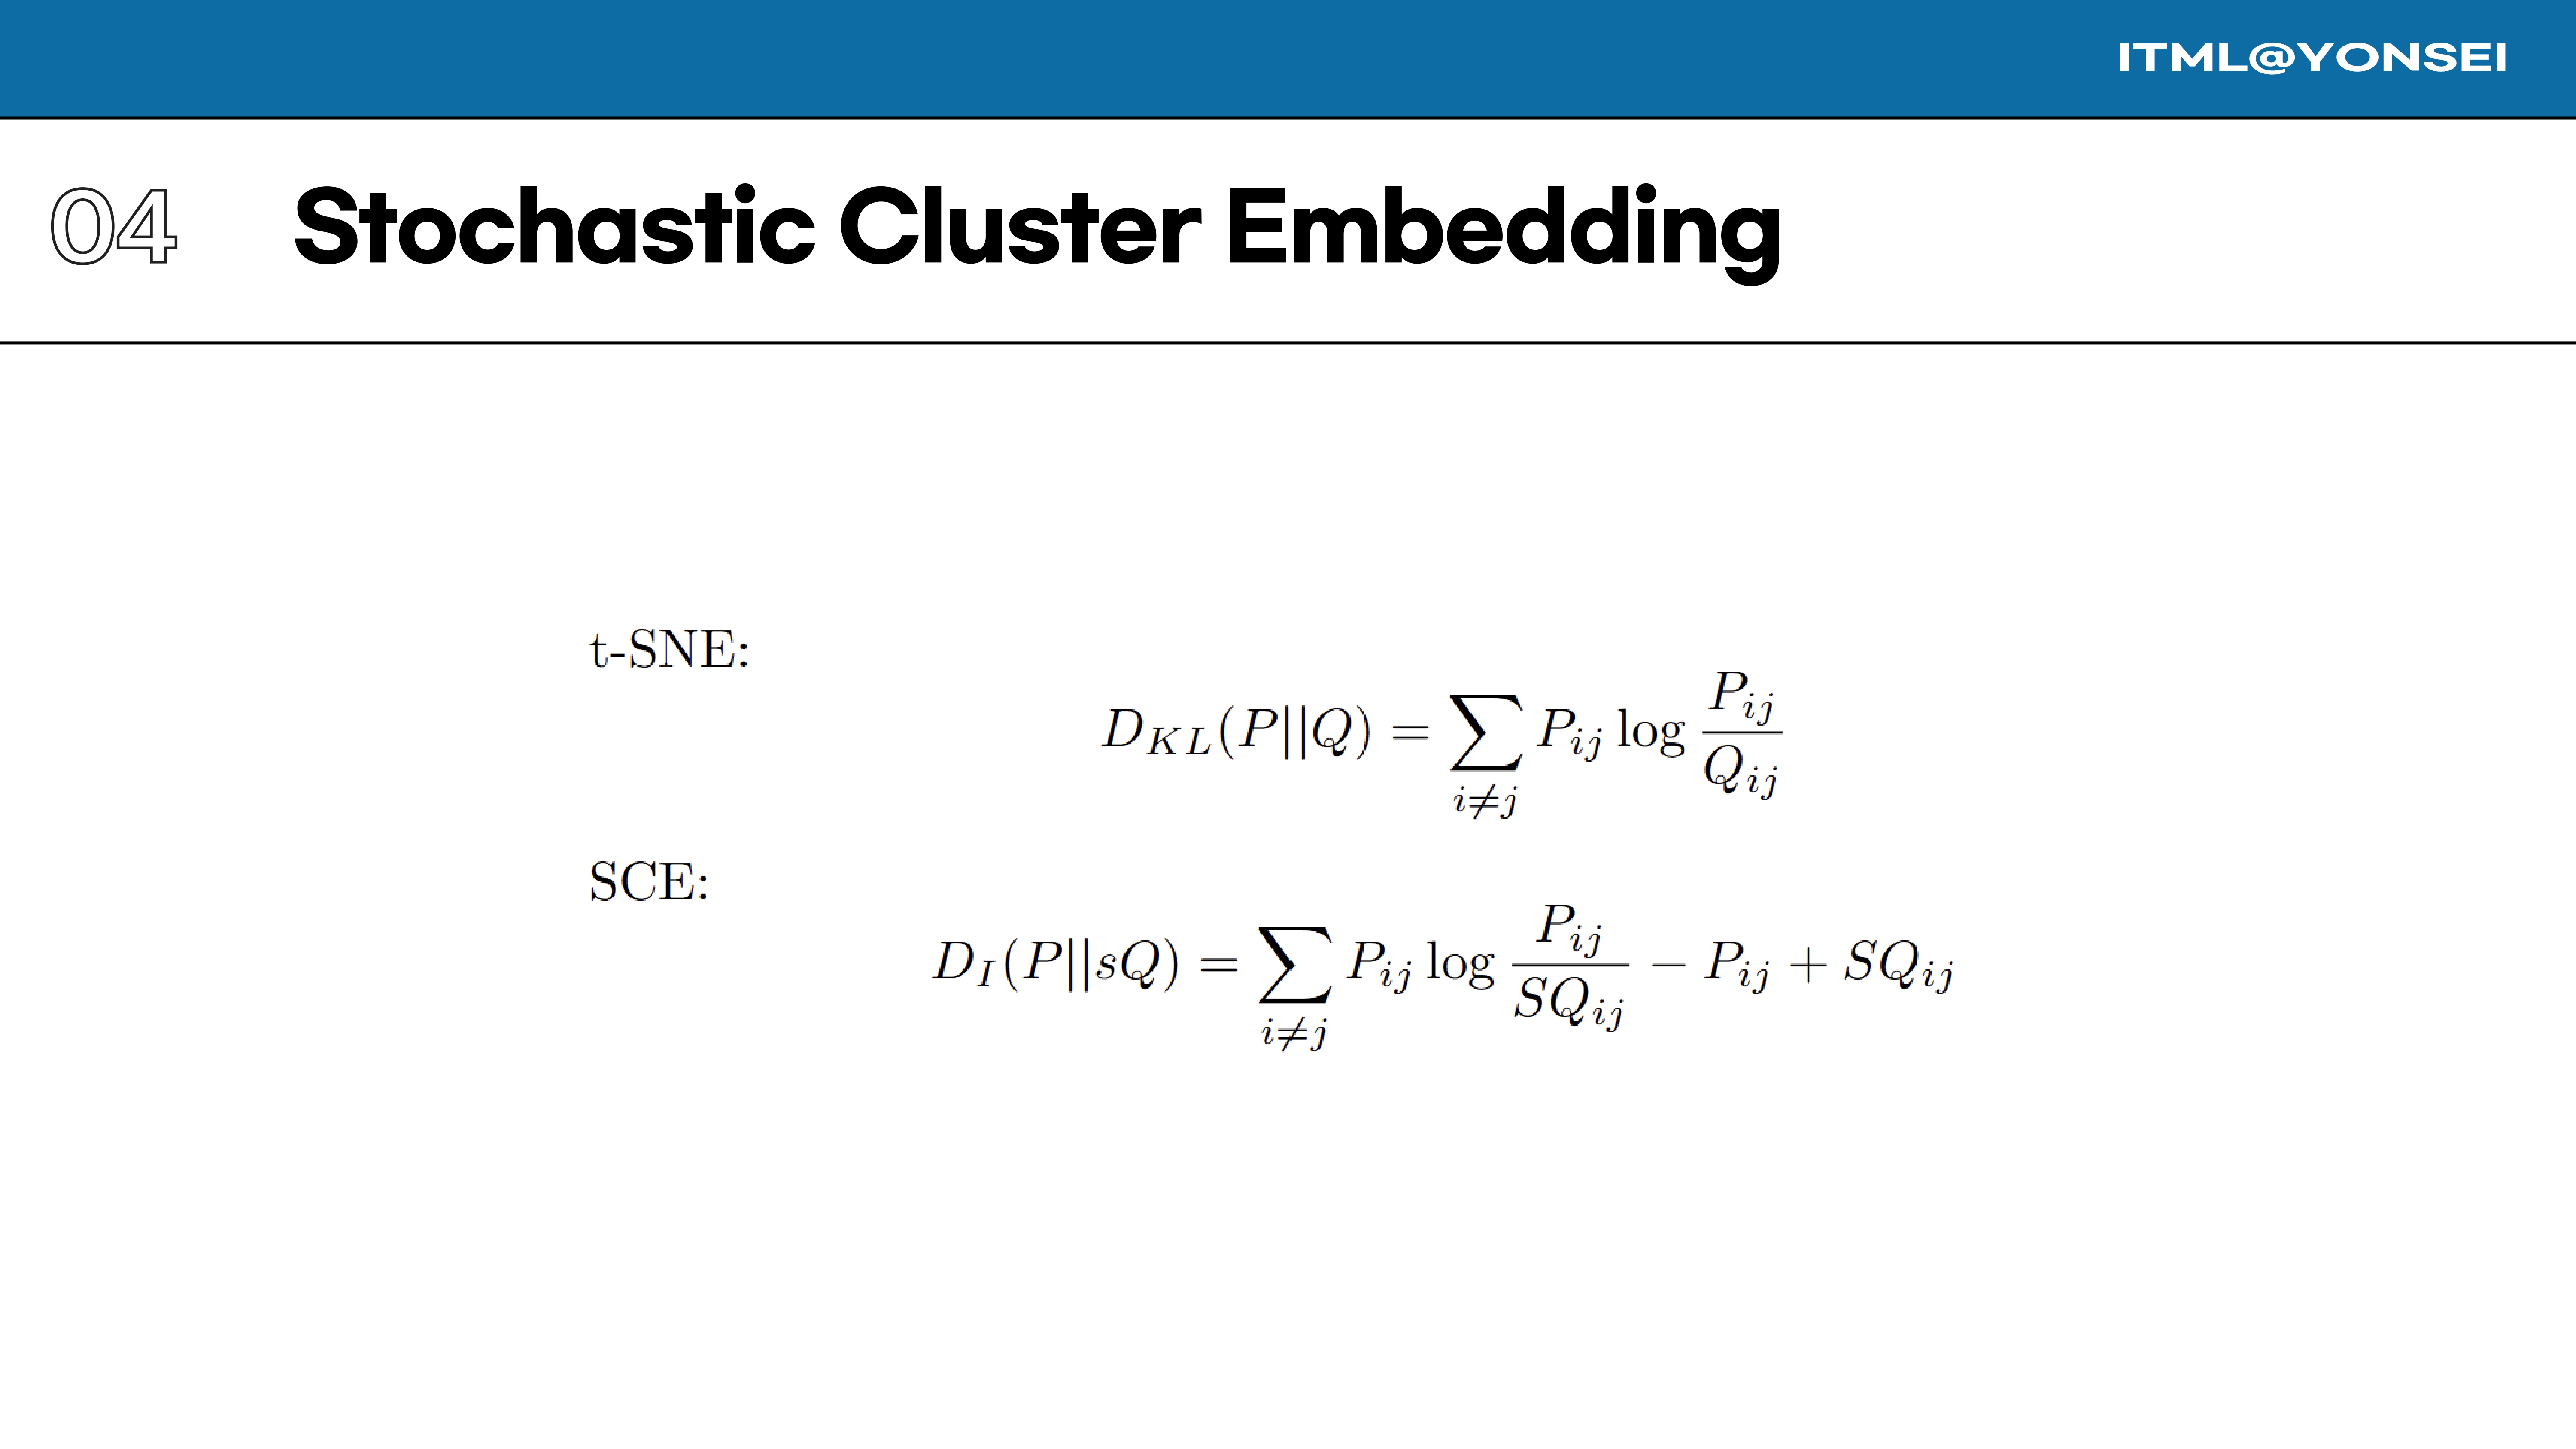 ITML@YONSEI
04 Stochastic Cluster Embedding
t-SNE:
$D_{KL}(P||Q) = \sum_{i \neq j} P_{ij} \log \frac{P_{ij}}{Q_{ij}}$
SCE:
$D_{I}(P||sQ) = \sum_{i \neq j} P_{ij} \log \frac{P_{ij}}{SQ_{ij}} - P_{ij} + SQ_{ij}$